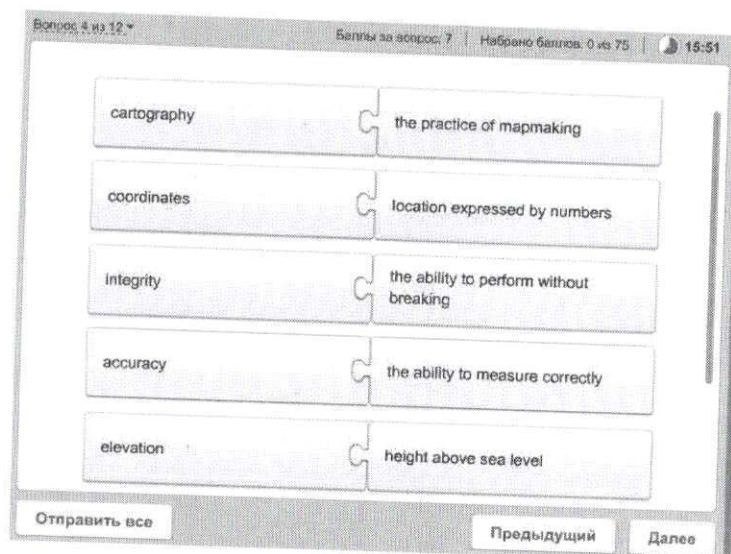 Вопрос 4 из 12
Баллы за вопрос: 7 | Набрано баллов: 0 из 75 | 15:51
cartography
the practice of mapmaking
coordinates
location expressed by numbers
integrity
the ability to perform without
breaking
accuracy
the ability to measure correctly
elevation
height above sea level
Отправить все
Предыдущий
Далее